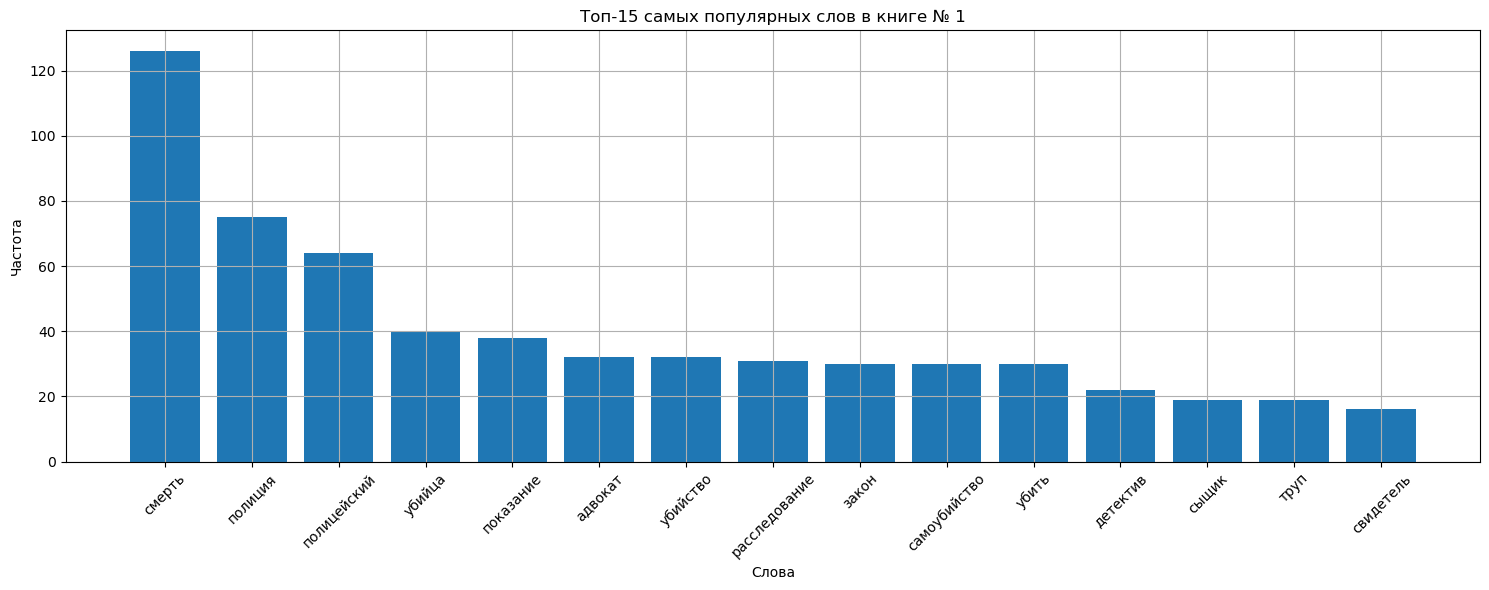 Топ-15 самых популярных слов в книге № 1
Частота
120
100
80
60
40
20
0
смерть
полиция
полицейский
убийца
показание
адвокат
убийство
расследование
закон
самоубийство
убить
детектив
сыщик
труп
свидетель
Слова